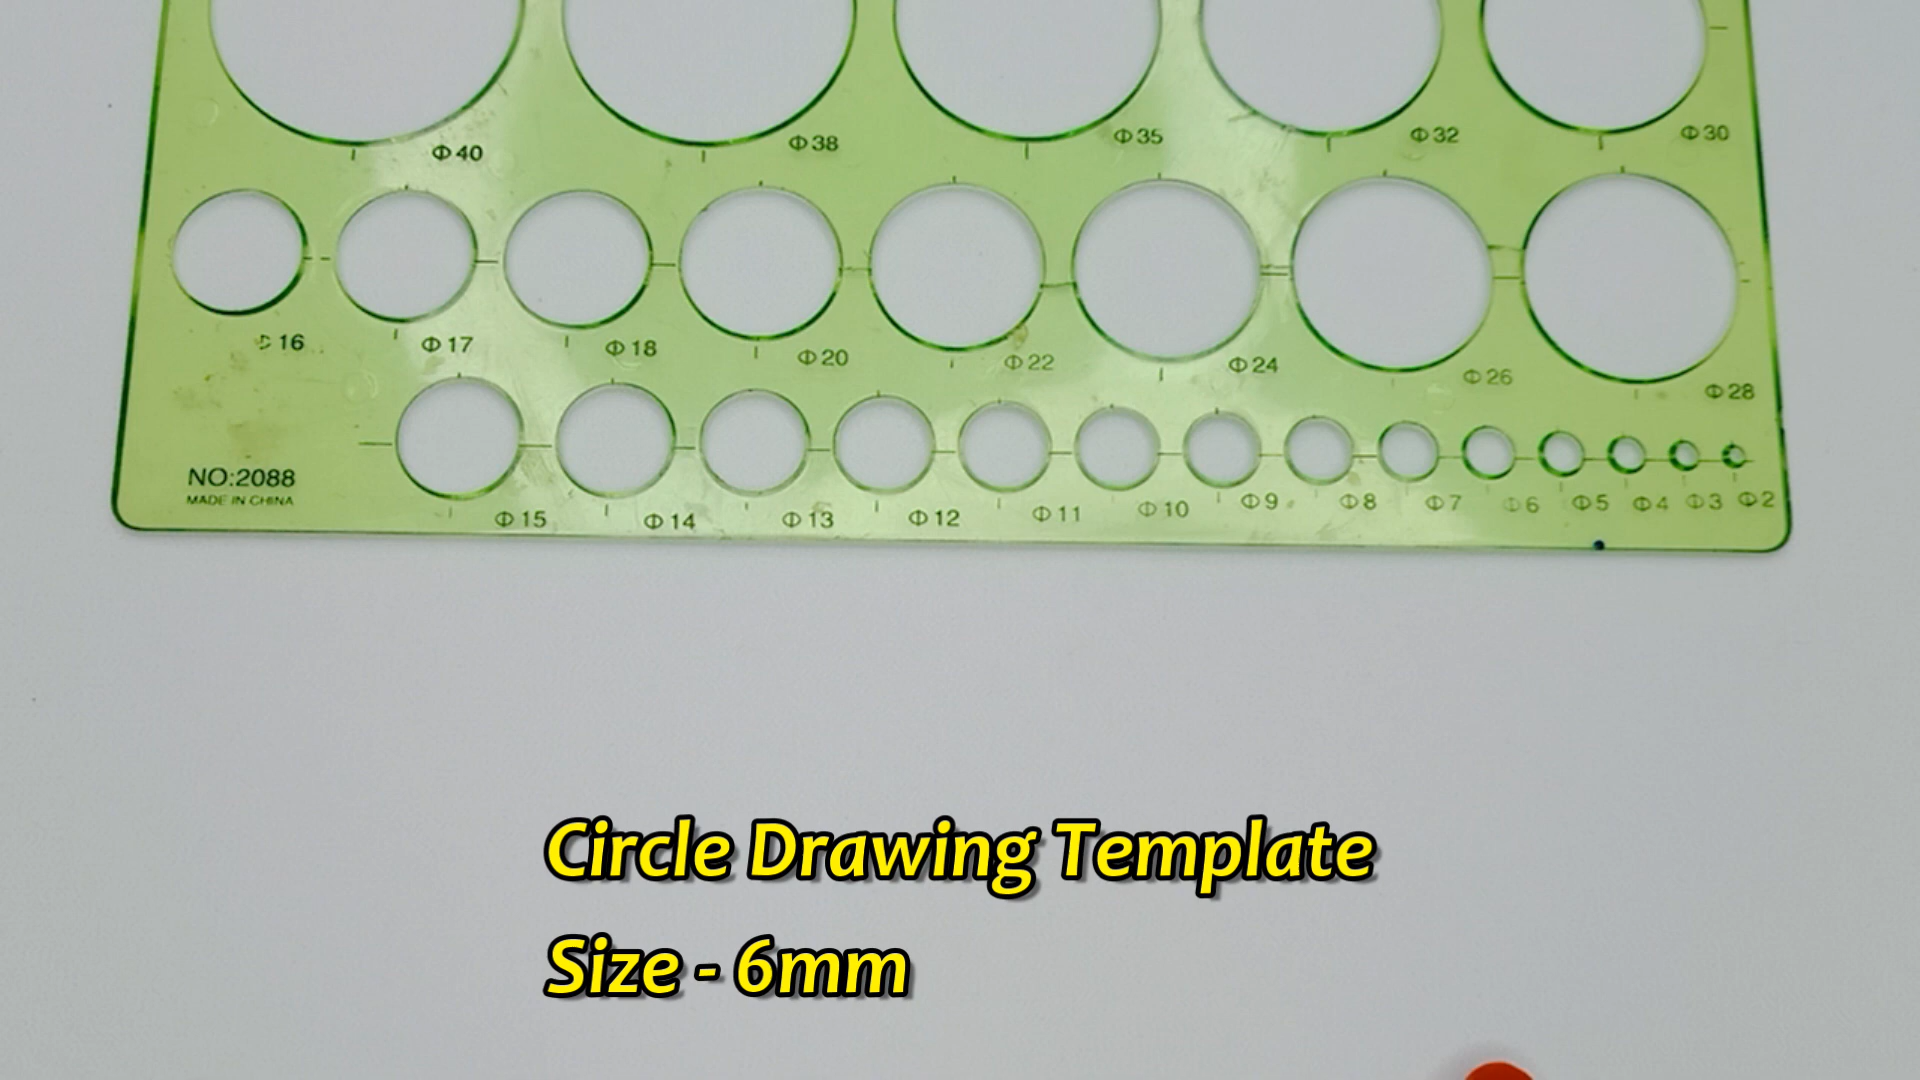 Φ40 Φ38 Φ35 Φ32 Φ30
Φ16 Φ17 Φ18 Φ20 Φ22 Φ24 Φ26 Φ28
NO:2088
MADE IN CHINA
Φ15 Φ14 Φ13 Φ12 Φ11 Φ10 Φ9 Φ8 Φ7 Φ6 Φ5 Φ4 Φ3 Φ2
Circle Drawing Template
Size - 6mm